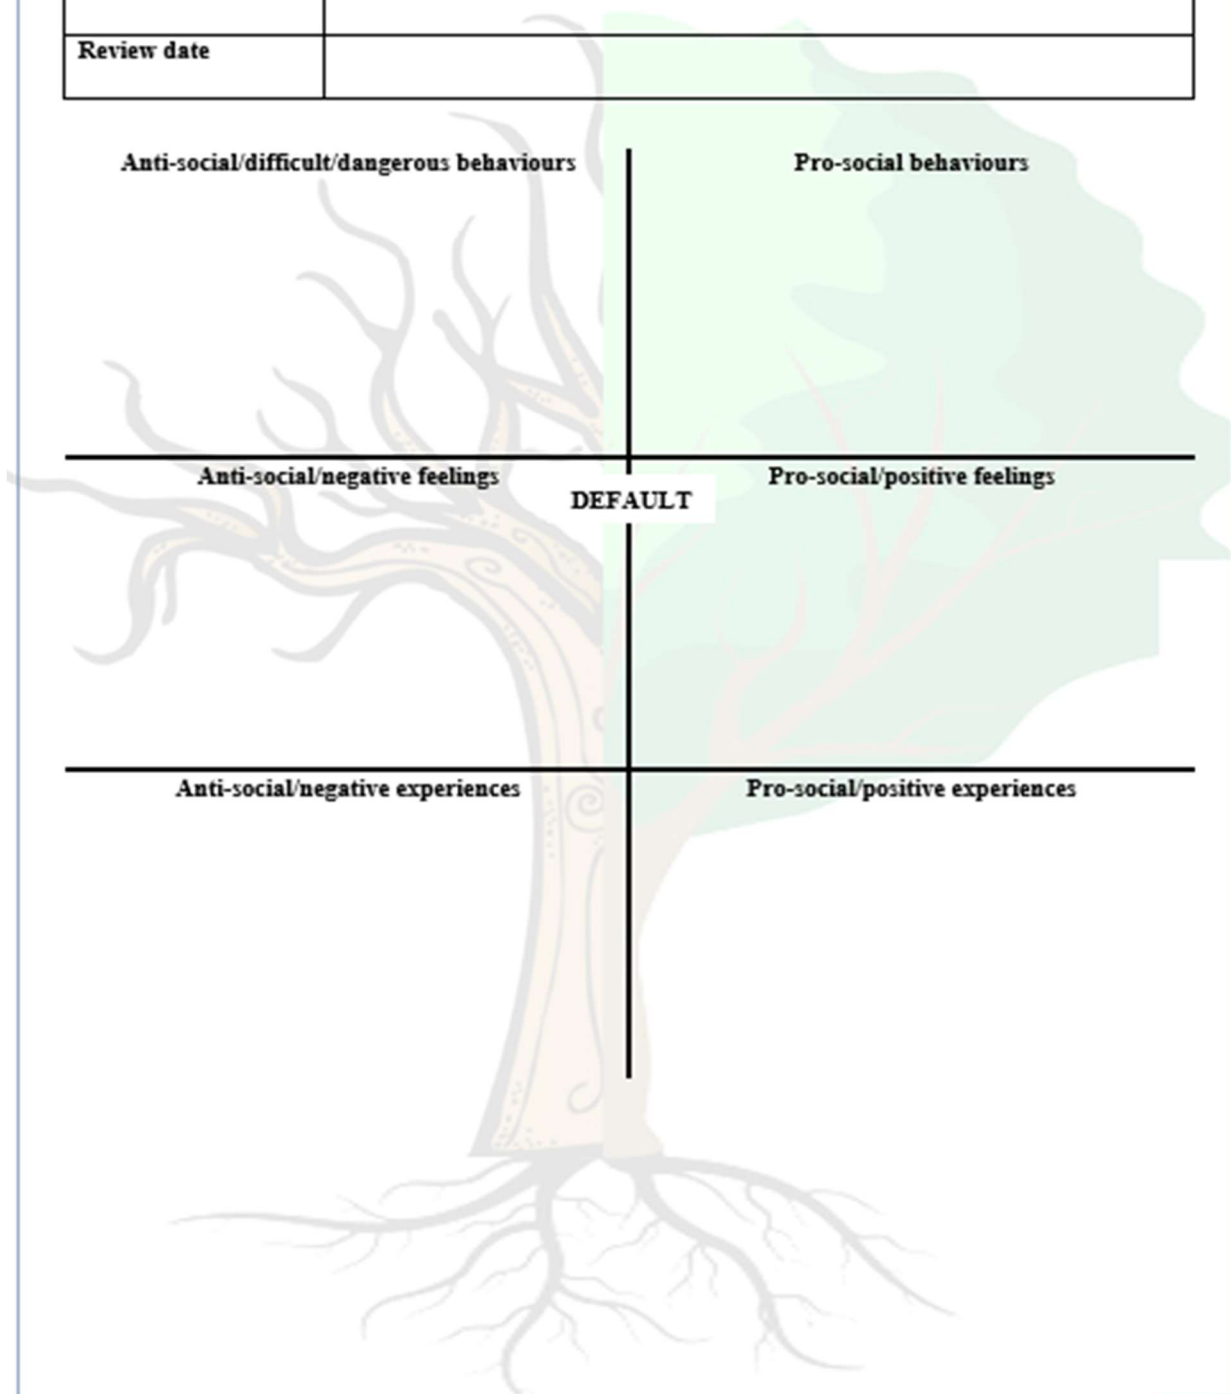 Review date
Anti-social/difficult/dangerous behaviours
Pro-social behaviours
Anti-social/negative feelings
Pro-social/positive feelings
DEFAULT
Anti-social/negative experiences
Pro-social/positive experiences